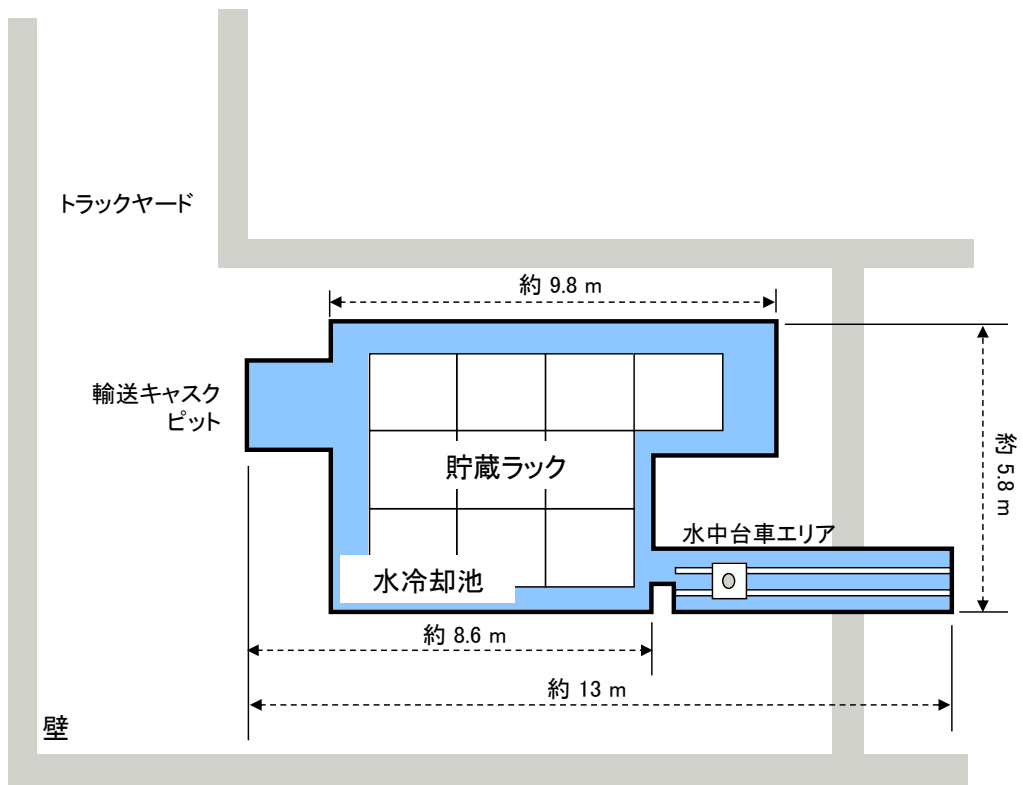 トラックヤード
約 9.8 m
輸送キャスク
ピット
貯蔵ラック
約 5.8 m
水中台車エリア
水冷却池
約 8.6 m
約 13 m
壁